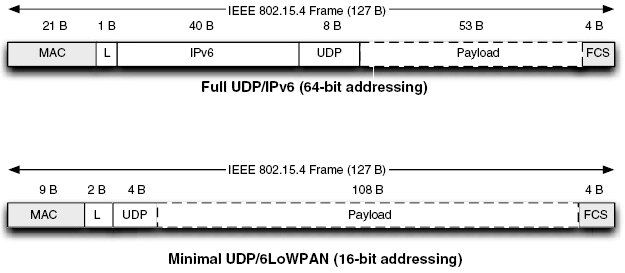 IEEE 802.15.4 Frame (127 B)
21 B 1 B 40 B 8 B 53 B 4 B
MAC L IPv6 UDP Payload FCS
Full UDP/IPv6 (64-bit addressing)
IEEE 802.15.4 Frame (127 B)
9 B 2 B 4 B 108 B 4 B
MAC L UDP Payload FCS
Minimal UDP/6LoWPAN (16-bit addressing)